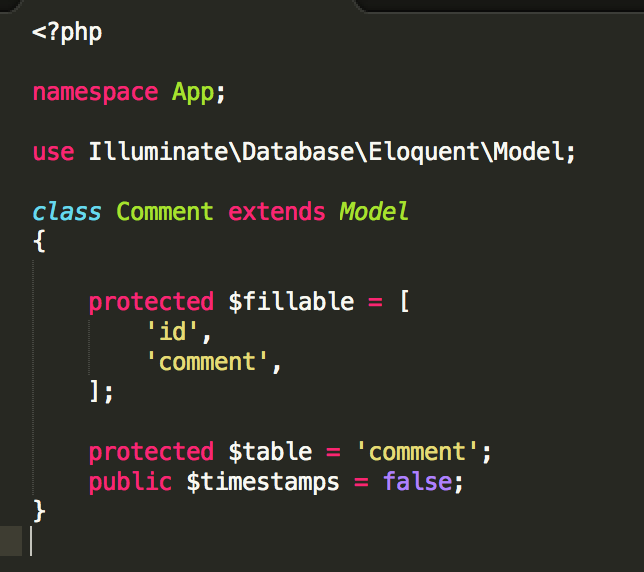 <?php
namespace App;
use Illuminate\Database\Eloquent\Model;
class Comment extends Model
{
protected $fillable = [
'id',
'comment',
];
protected $table = 'comment';
public $timestamps = false;
}